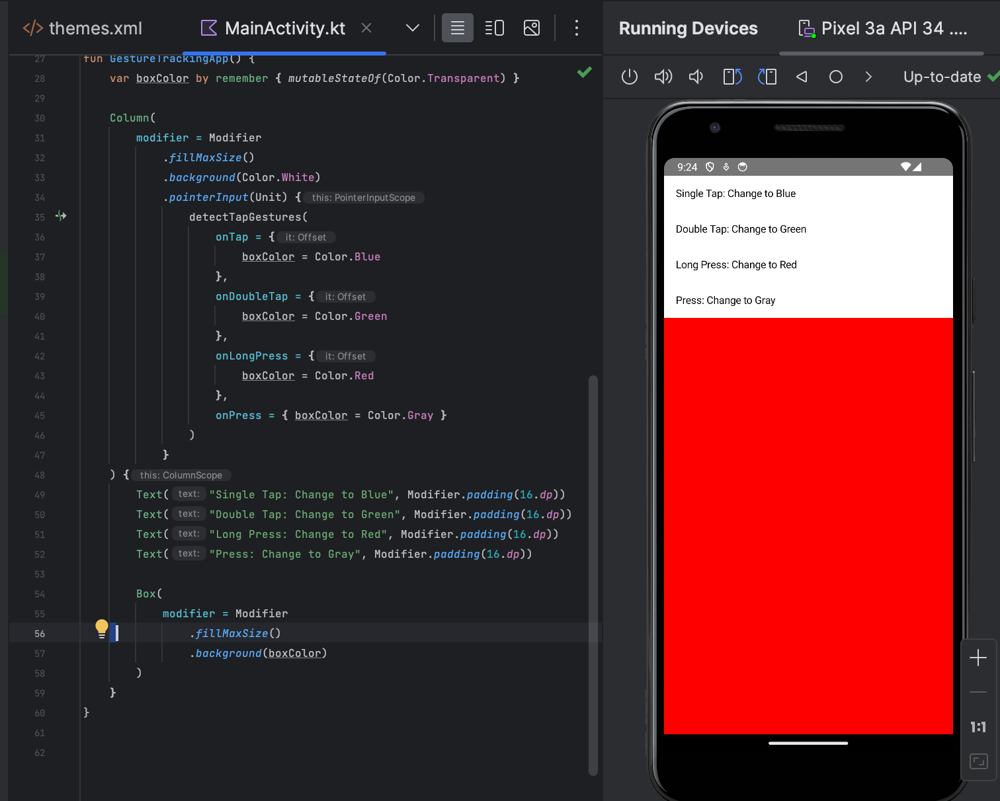 themes.xml
MainActivity.kt
27 fun GestureTrackingApp() {
28 var boxColor by remember { mutableStateOf(Color.Transparent) }
29
30 Column(
31 modifier = Modifier
32 .fillMaxSize()
33 .background(Color.White)
34 .pointerInput(Unit) { this: PointerInputScope
35 detectTapGestures(
36 onTap = { it: Offset
37 boxColor = Color.Blue
38 },
39 onDoubleTap = { it: Offset
40 boxColor = Color.Green
41 },
42 onLongPress = { it: Offset
43 boxColor = Color.Red
44 },
45 onPress = { boxColor = Color.Gray }
46 )
47 }
48 ) { this: ColumnScope
49 Text( text: "Single Tap: Change to Blue", Modifier.padding(16.dp))
50 Text( text: "Double Tap: Change to Green", Modifier.padding(16.dp))
51 Text( text: "Long Press: Change to Red", Modifier.padding(16.dp))
52 Text( text: "Press: Change to Gray", Modifier.padding(16.dp))
53
54 Box(
55 modifier = Modifier
56 .fillMaxSize()
57 .background(boxColor)
58 )
59 }
60 }
61
62
Running Devices
Pixel 3a API 34 ....
Up-to-date
9:24
Single Tap: Change to Blue
Double Tap: Change to Green
Long Press: Change to Red
Press: Change to Gray
1:1